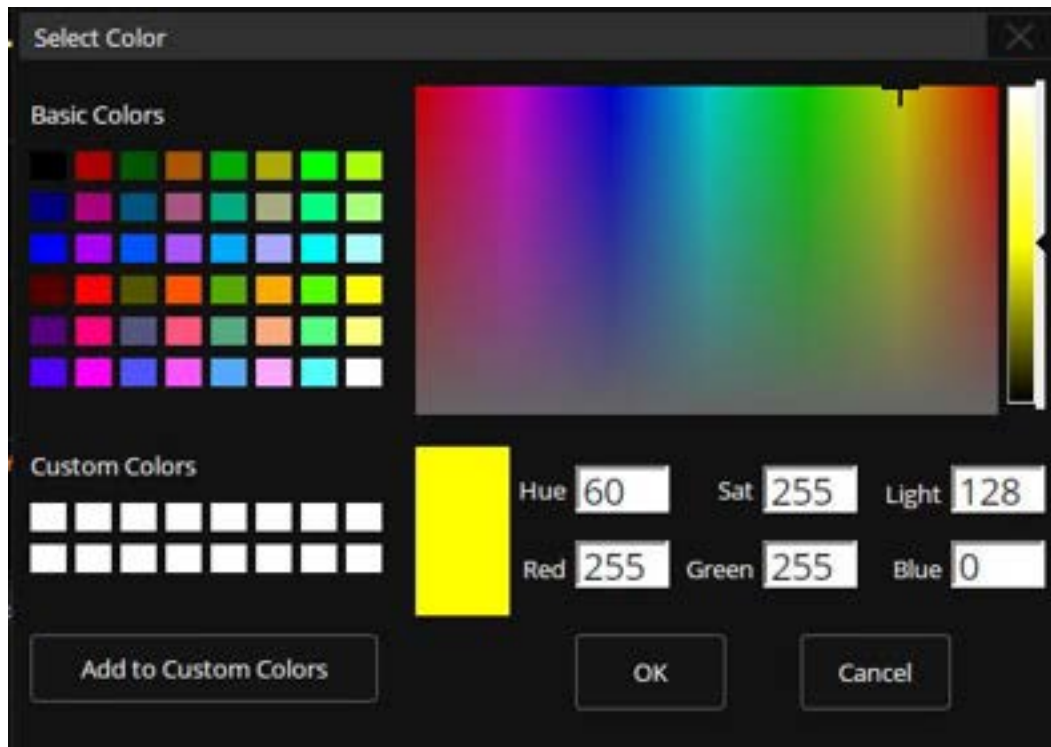 Select Color
Basic Colors
Custom Colors
Hue 60 Sat 255 Light 128
Red 255 Green 255 Blue 0
Add to Custom Colors OK Cancel